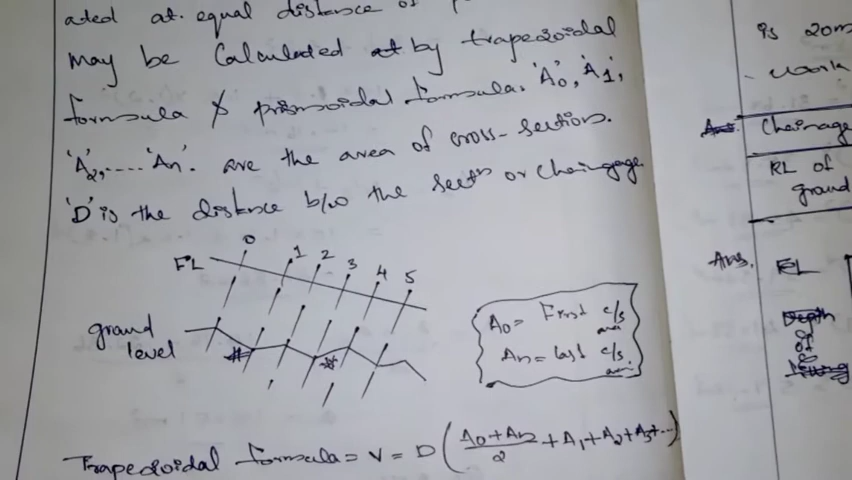 ated at equal distance of
may be Calculated at by trapezoidal
formula & prismoidal formula. 'A0', 'A1',
'A2', ..... 'An'. are the area of cross-section.
'D' is the distance b/w the sectn or Chainage.
0
1
2
3
4
5
FL
ground
level
A0 = First c/s
An = last c/s
Trapezoidal formula = V = D ( A0 + An / 2 + A1 + A2 + A3 + ... )
is 20m
Ans. Chainage
RL of
ground
Ans. FL
Depth
of